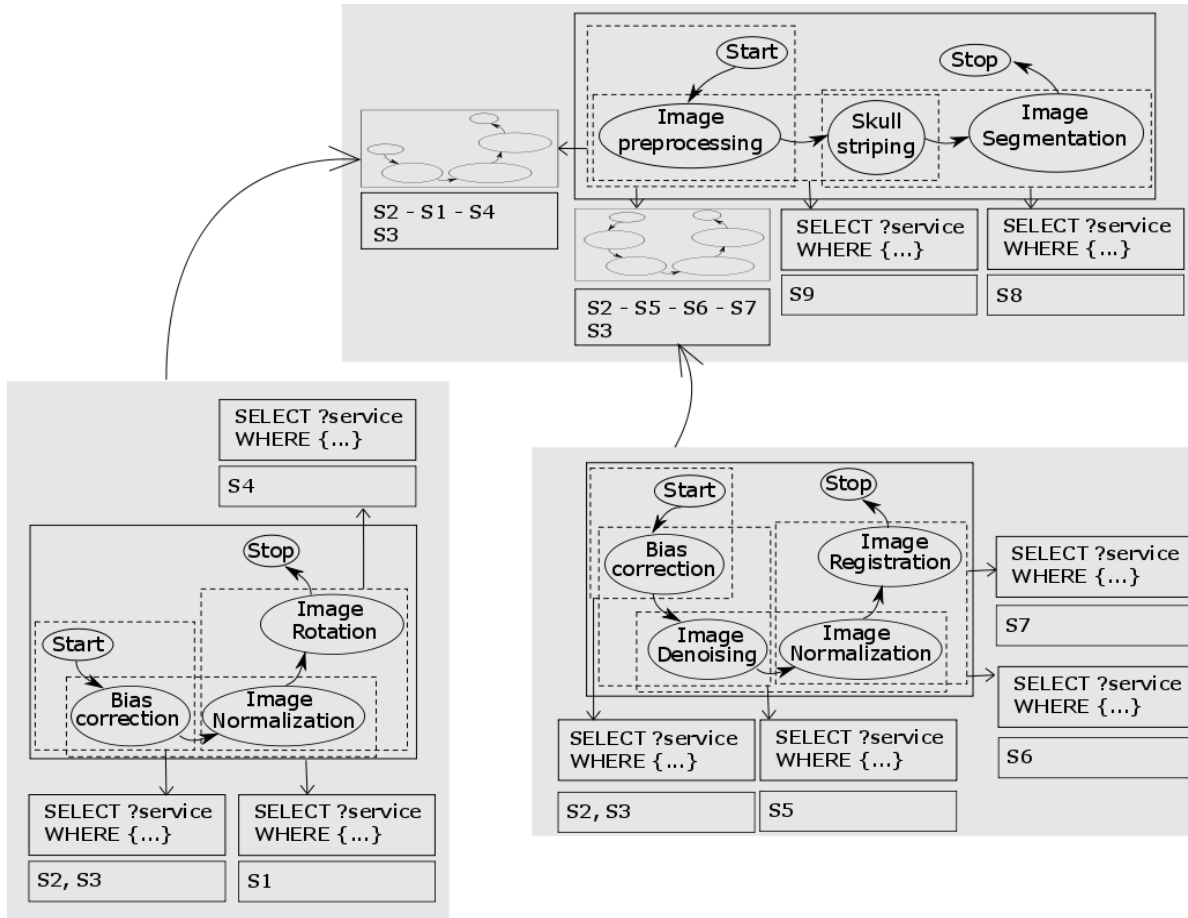 Start
Stop
Image
preprocessing
Skull
striping
Image
Segmentation
S2 - S1 - S4
S3
SELECT ?service
WHERE {...}
SELECT ?service
WHERE {...}
S9
S8
S2 - S5 - S6 - S7
S3
SELECT ?service
WHERE {...}
S4
Stop
Image
Rotation
Start
Bias
correction
Image
Normalization
SELECT ?service
WHERE {...}
SELECT ?service
WHERE {...}
S2, S3
S1
Start
Stop
Bias
correction
Image
Registration
Image
Denoising
Image
Normalization
SELECT ?service
WHERE {...}
S7
SELECT ?service
WHERE {...}
S6
SELECT ?service
WHERE {...}
SELECT ?service
WHERE {...}
S2, S3
S5